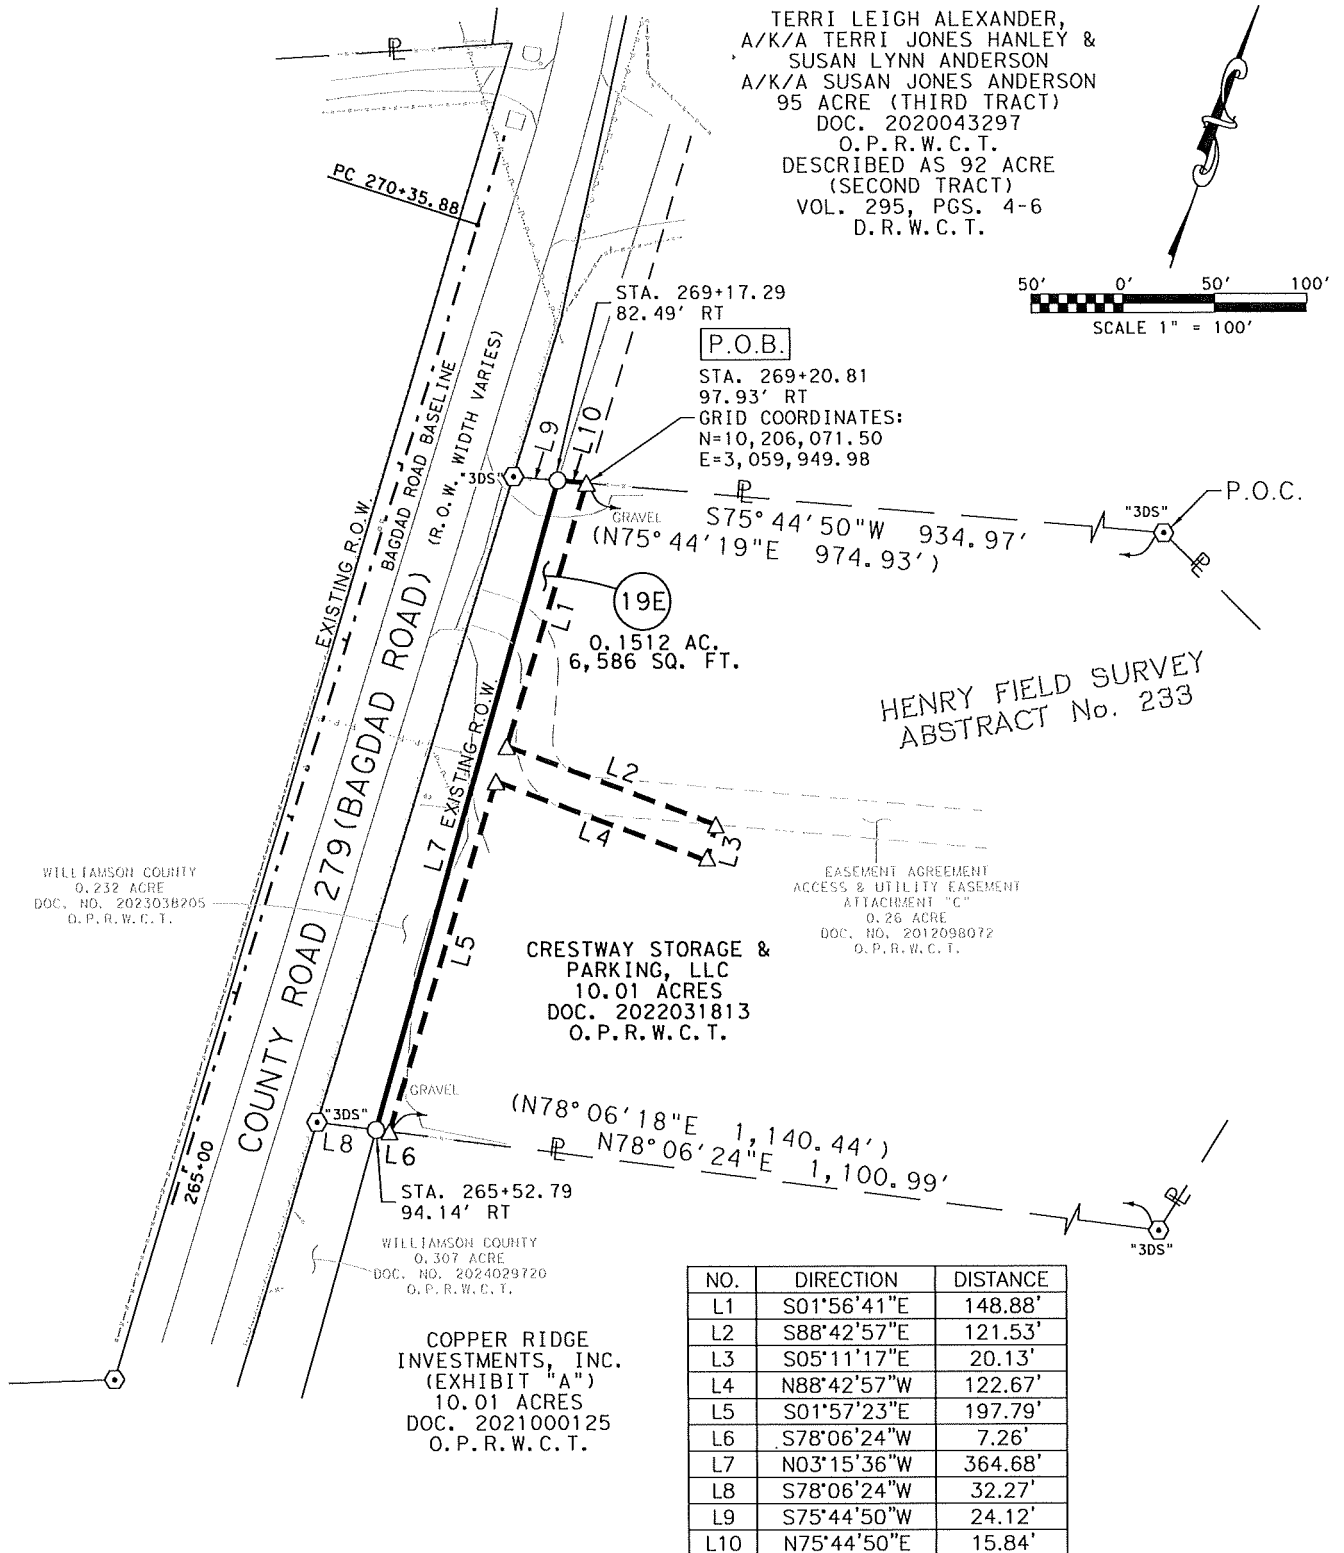 TERRI LEIGH ALEXANDER,
A/K/A TERRI JONES HANLEY &
SUSAN LYNN ANDERSON
A/K/A SUSAN JONES ANDERSON
95 ACRE (THIRD TRACT)
DOC. 2020043297
O.P.R.W.C.T.
DESCRIBED AS 92 ACRE
(SECOND TRACT)
VOL. 295, PGS. 4-6
D.R.W.C.T.
PL
PC 270+35.88
50' 0' 50' 100'
SCALE 1" = 100'
STA. 269+17.29
82.49' RT
P.O.B.
STA. 269+20.81
97.93' RT
GRID COORDINATES:
N=10,206,071.50
E=3,059,949.98
EXISTING R.O.W.
BAGDAD ROAD BASELINE
(R.O.W. WIDTH VARIES)
COUNTY ROAD 279 (BAGDAD ROAD)
"3DS"
L9
L10
GRAVEL
PL
S75°44'50"W 934.97'
(N75°44'19"E 974.93')
"3DS"
P.O.C.
PL
19E
0.1512 AC.
6,586 SQ. FT.
L1
HENRY FIELD SURVEY
ABSTRACT No. 233
L7 EXISTING R.O.W.
L2
L4
L3
L5
WILLIAMSON COUNTY
0.232 ACRE
DOC. NO. 2023038205
O.P.R.W.C.T.
EASEMENT AGREEMENT
ACCESS & UTILITY EASEMENT
ATTACHMENT "C"
0.26 ACRE
DOC. NO. 2012098072
O.P.R.W.C.T.
CRESTWAY STORAGE &
PARKING, LLC
10.01 ACRES
DOC. 2022031813
O.P.R.W.C.T.
GRAVEL
"3DS"
L8
L6
265+00
(N78°06'18"E 1,140.44')
PL
N78°06'24"E 1,100.99'
PL
"3DS"
STA. 265+52.79
94.14' RT
WILLIAMSON COUNTY
0.307 ACRE
DOC. NO. 2024029720
O.P.R.W.C.T.
COPPER RIDGE
INVESTMENTS, INC.
(EXHIBIT "A")
10.01 ACRES
DOC. 2021000125
O.P.R.W.C.T.
NO. DIRECTION DISTANCE
L1 S01°56'41"E 148.88'
L2 S88°42'57"E 121.53'
L3 S05°11'17"E 20.13'
L4 N88°42'57"W 122.67'
L5 S01°57'23"E 197.79'
L6 S78°06'24"W 7.26'
L7 N03°15'36"W 364.68'
L8 S78°06'24"W 32.27'
L9 S75°44'50"W 24.12'
L10 N75°44'50"E 15.84'